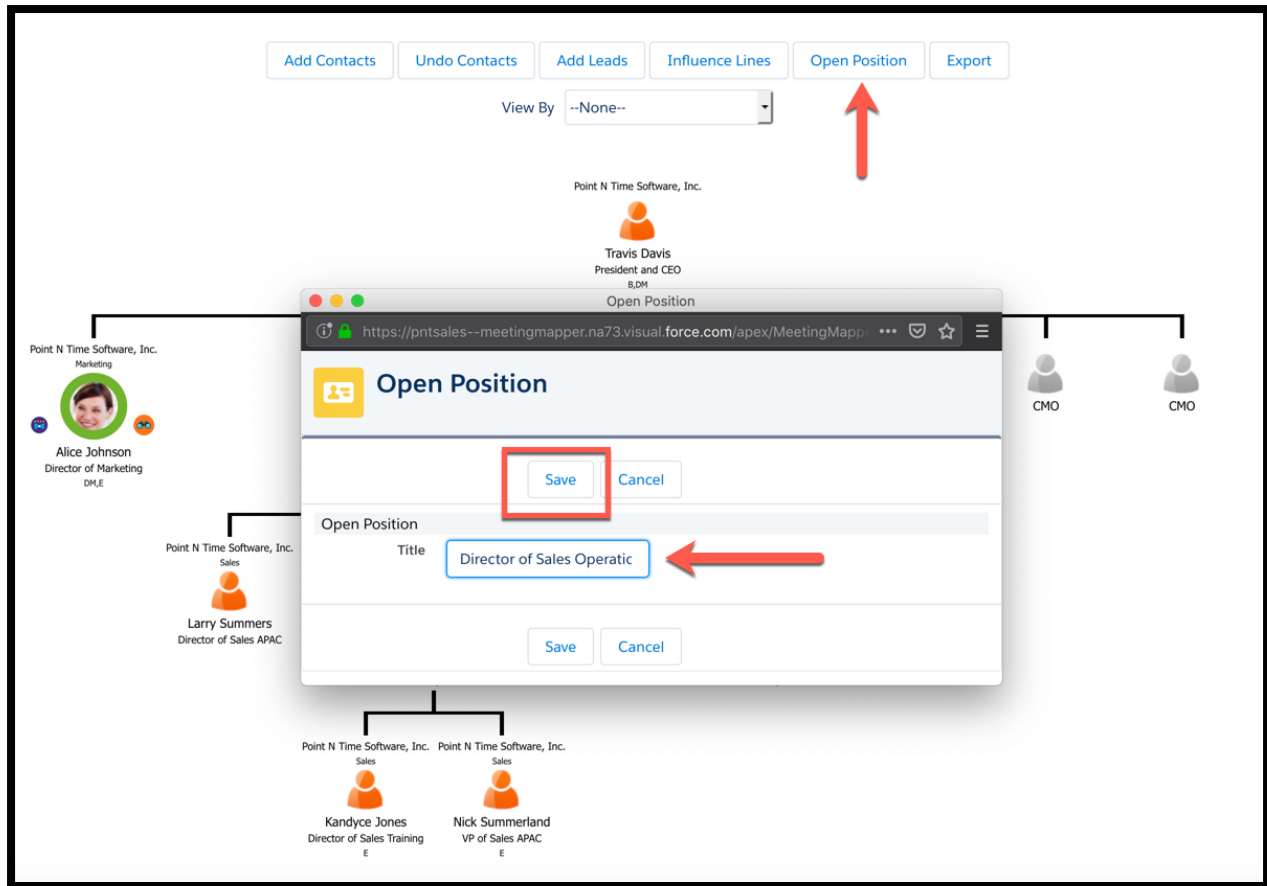 Add Contacts Undo Contacts Add Leads Influence Lines Open Position Export
View By --None--
Point N Time Software, Inc.
Travis Davis
President and CEO
B,DM
Open Position
https://pntsales--meetingmapper.na73.visual.force.com/apex/MeetingMappe
Open Position
Save Cancel
Open Position
Title Director of Sales Operatic
Save Cancel
Point N Time Software, Inc.
Marketing
Alice Johnson
Director of Marketing
DM,E
CMO
CMO
Point N Time Software, Inc.
Sales
Larry Summers
Director of Sales APAC
Point N Time Software, Inc.
Sales
Kandyce Jones
Director of Sales Training
E
Point N Time Software, Inc.
Sales
Nick Summerland
VP of Sales APAC
E